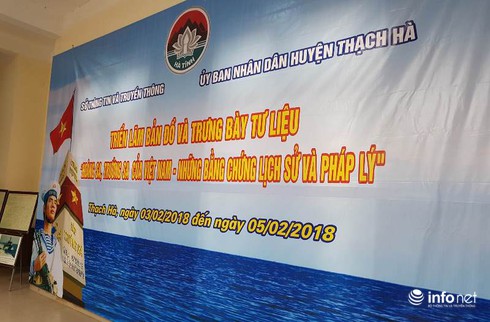 HÀ TĨNH
SỞ THÔNG TIN VÀ TRUYỀN THÔNG
ỦY BAN NHÂN DÂN HUYỆN THẠCH HÀ
TRIỂN LÃM BẢN ĐỒ VÀ TRƯNG BÀY TƯ LIỆU
"HOÀNG SA, TRƯỜNG SA CỦA VIỆT NAM - NHỮNG BẰNG CHỨNG LỊCH SỬ VÀ PHÁP LÝ"
Thạch Hà, ngày 03/02/2018 đến ngày 05/02/2018
infonet